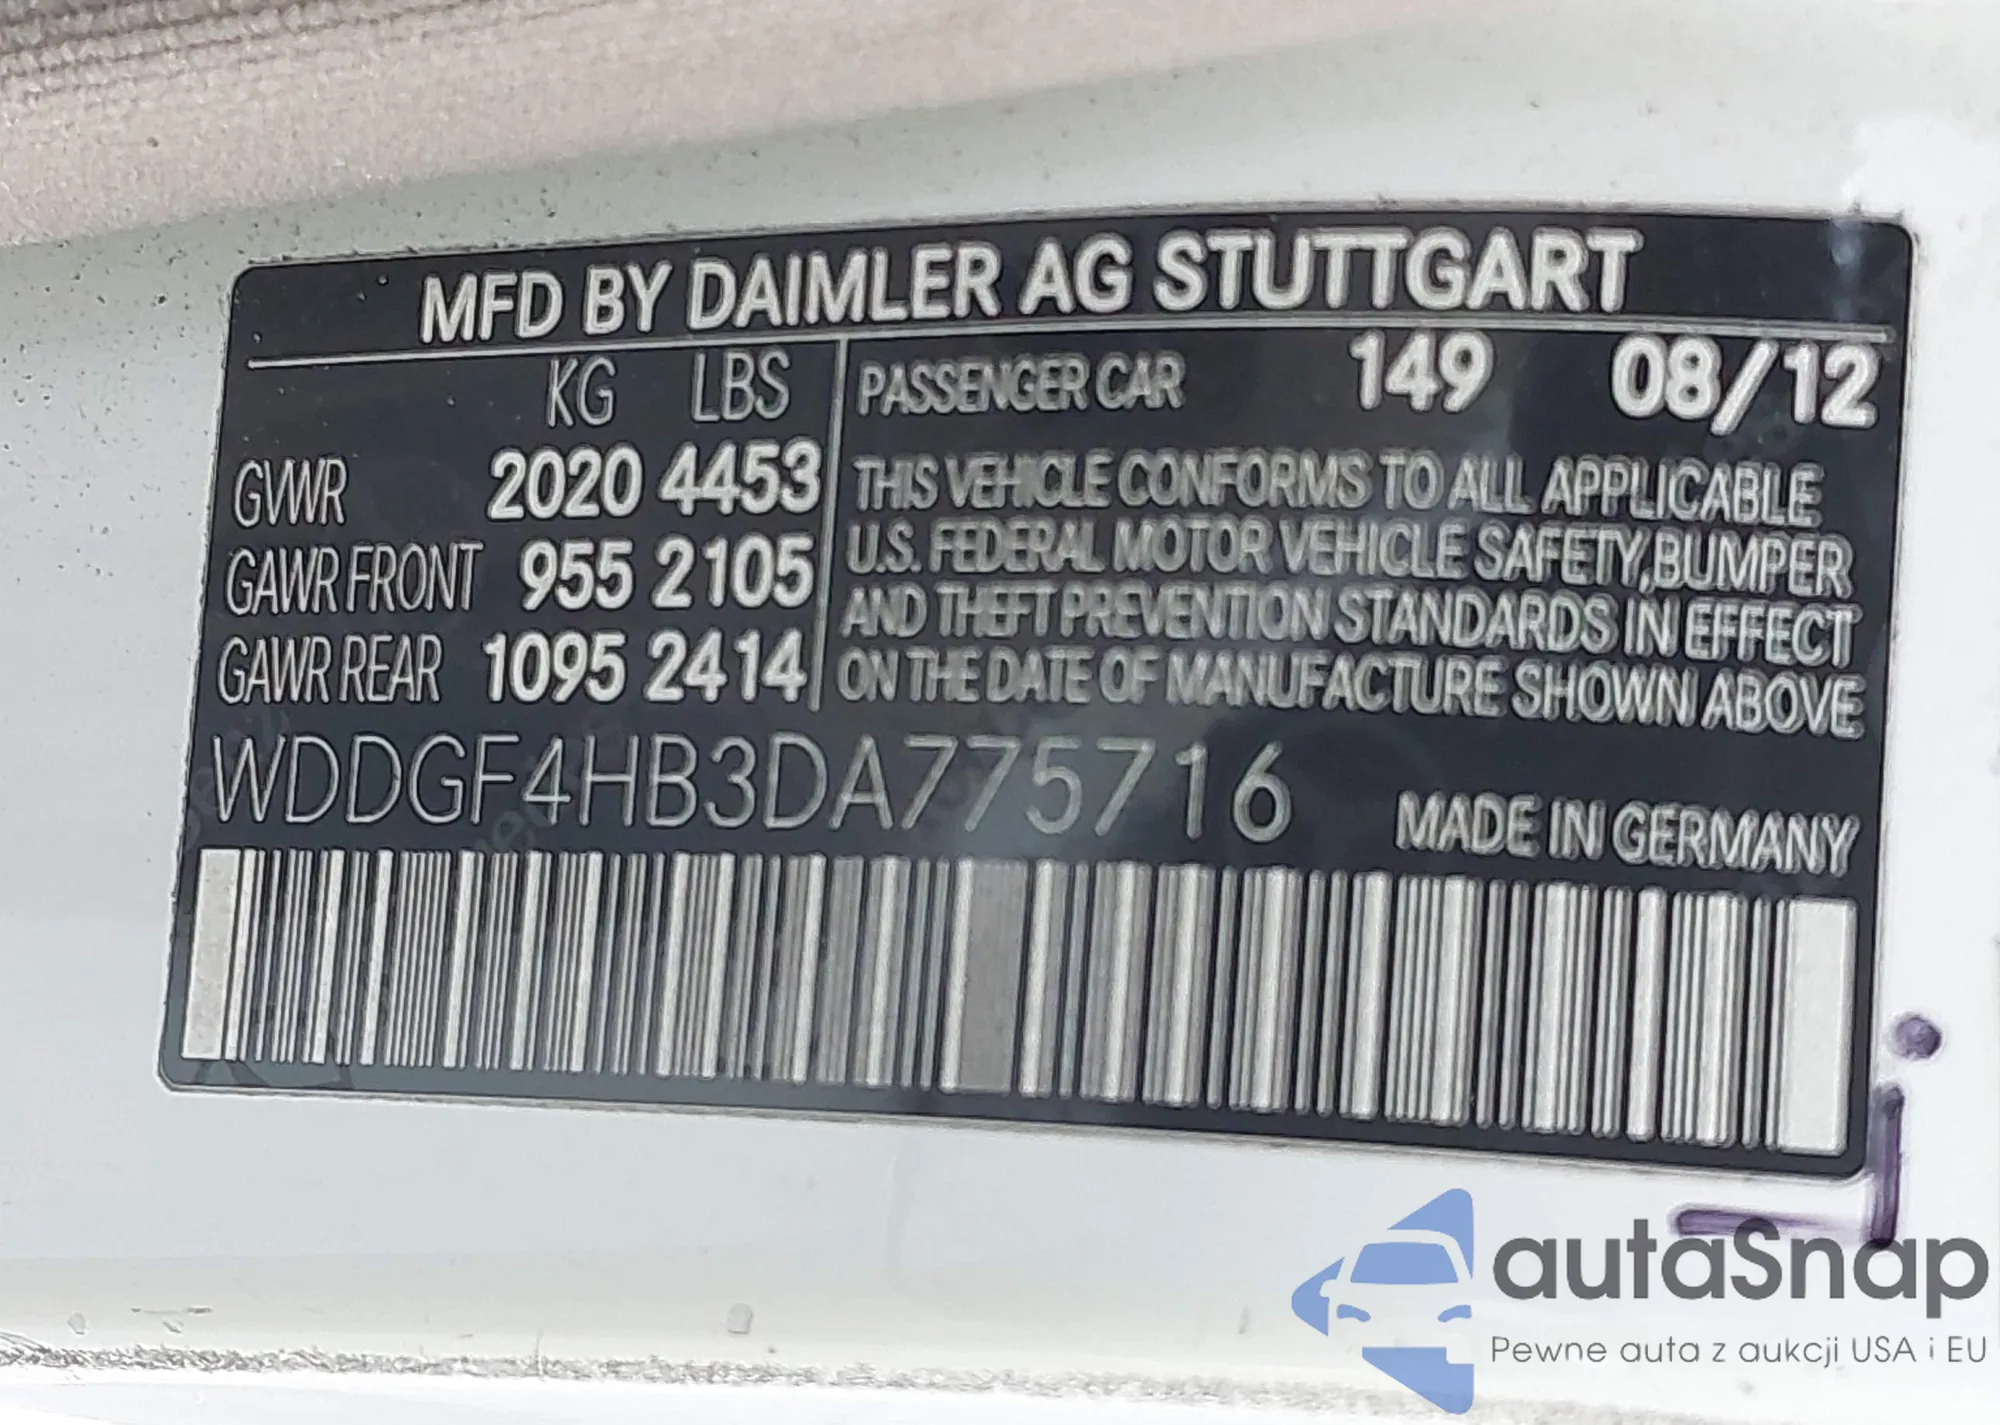 MFD BY DAIMLER AG STUTTGART
KG LBS
GVWR 2020 4453
GAWR FRONT 955 2105
GAWR REAR 1095 2414
PASSENGER CAR 149 08/12
THIS VEHICLE CONFORMS TO ALL APPLICABLE
U.S. FEDERAL MOTOR VEHICLE SAFETY, BUMPER
AND THEFT PREVENTION STANDARDS IN EFFECT
ON THE DATE OF MANUFACTURE SHOWN ABOVE
WDDGF4HB3DA775716
MADE IN GERMANY
autaSnap
Pewne auta z aukcji USA i EU